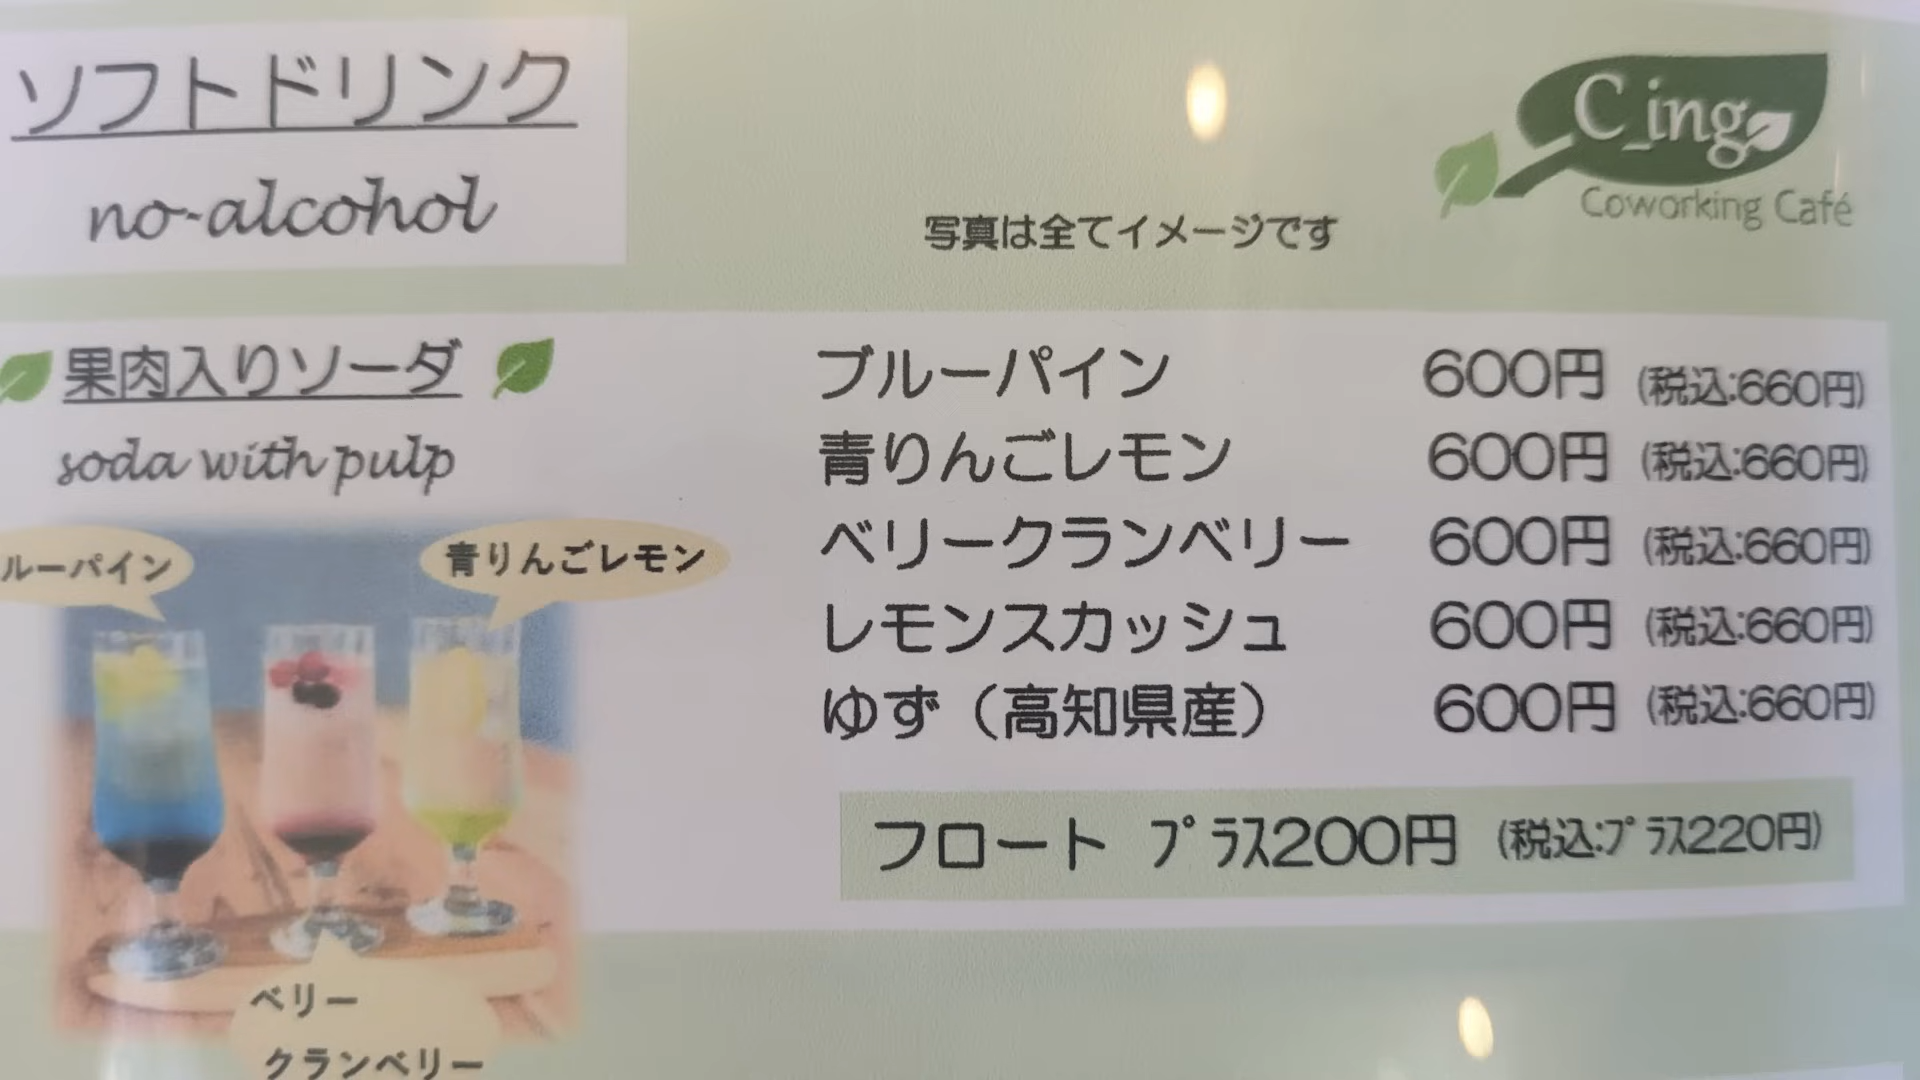 ソフトドリンク
no-alcohol
写真は全てイメージです
C_ing
Coworking Café
果肉入りソーダ
soda with pulp
ブルーパイン 600円 (税込:660円)
青りんごレモン 600円 (税込:660円)
ベリークランベリー 600円 (税込:660円)
レモンスカッシュ 600円 (税込:660円)
ゆず（高知県産） 600円 (税込:660円)
フロート ﾌﾟﾗｽ200円 (税込:ﾌﾟﾗｽ220円)
ルーパイン
青りんごレモン
ベリー
クランベリー